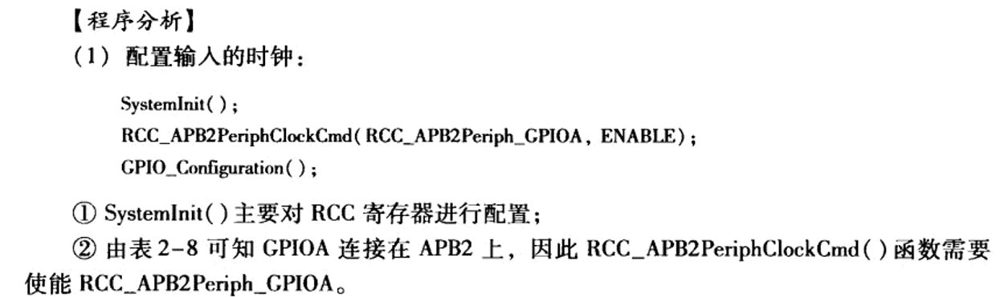 【程序分析】
(1) 配置输入的时钟：
SystemInit( );
RCC_APB2PeriphClockCmd( RCC_APB2Periph_GPIOA, ENABLE);
GPIO_Configuration( );
① SystemInit( )主要对 RCC 寄存器进行配置；
② 由表 2-8 可知 GPIOA 连接在 APB2 上，因此 RCC_APB2PeriphClockCmd( )函数需要
使能 RCC_APB2Periph_GPIOA。